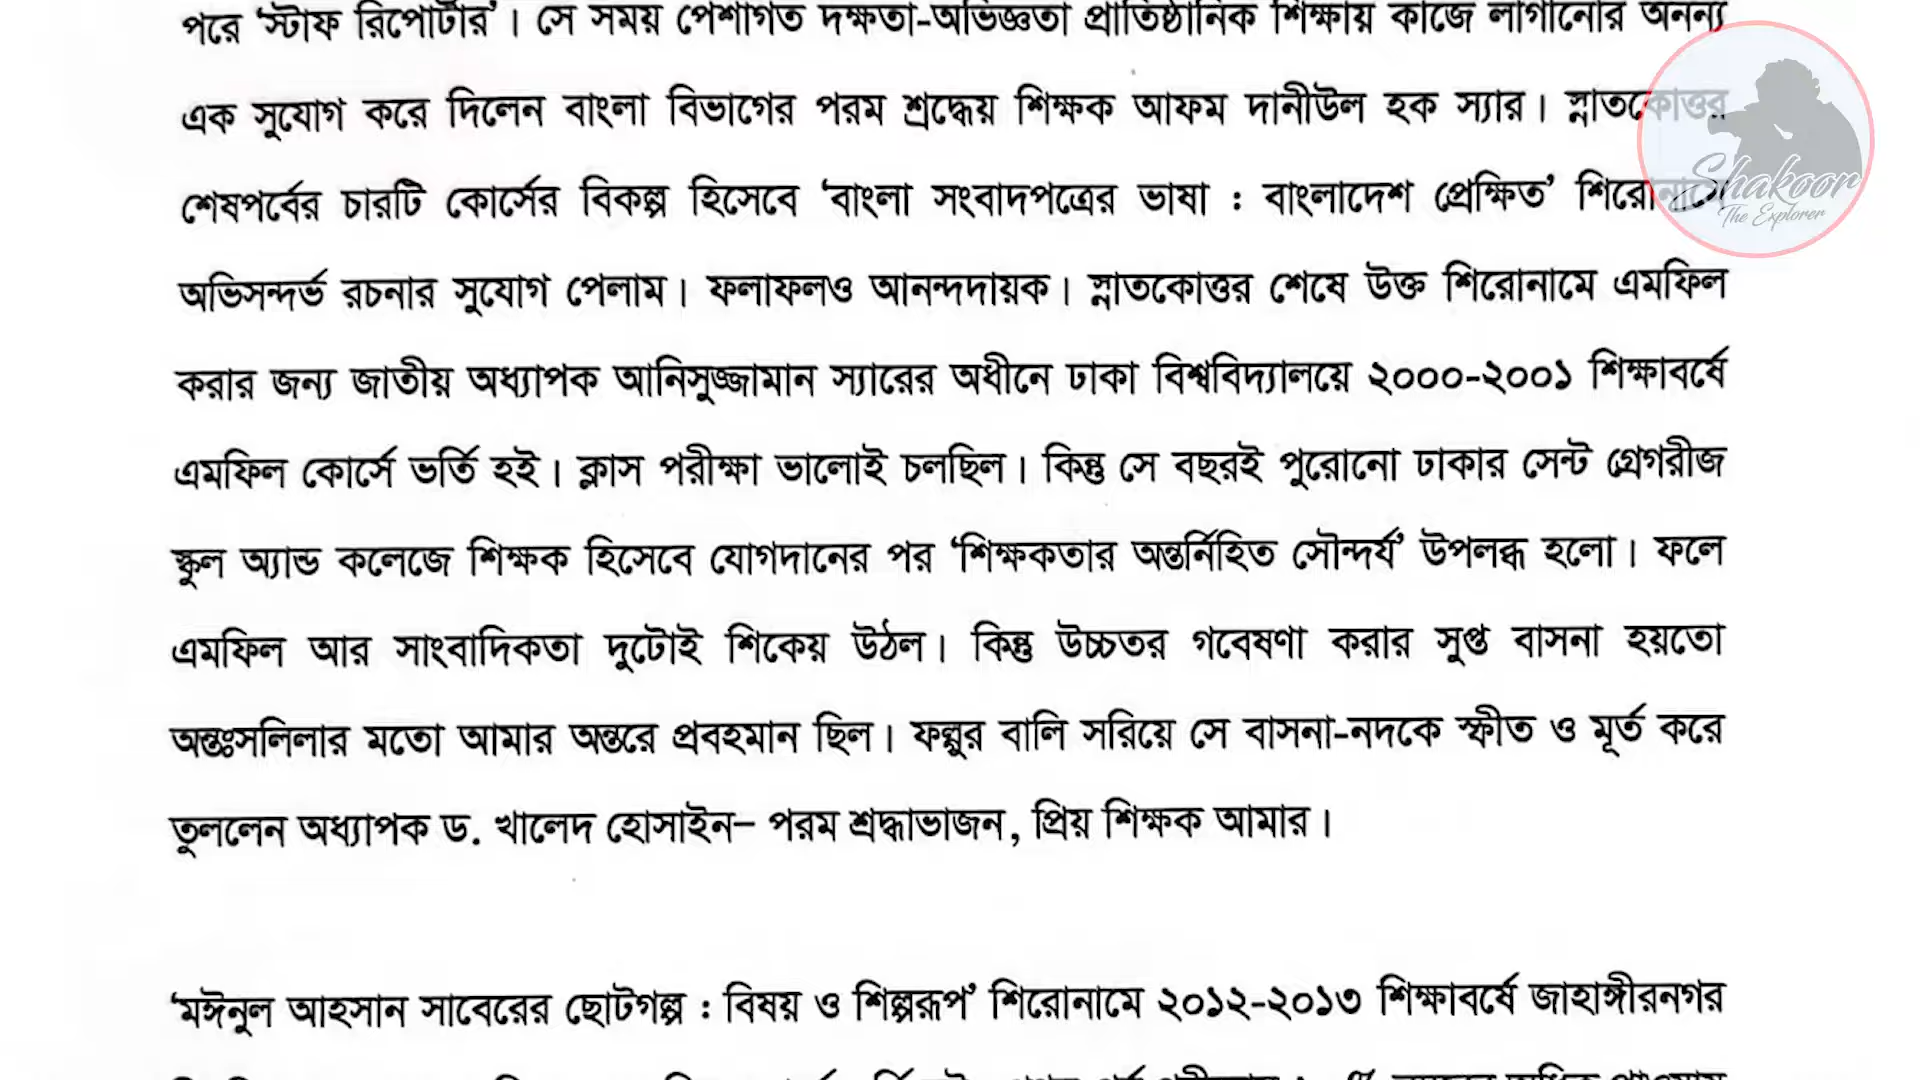 পরে ‘স্টাফ রিপোর্টার’। সে সময় পেশাগত দক্ষতা-অভিজ্ঞতা প্রাতিষ্ঠানিক শিক্ষায় কাজে লাগানোর অনন্য
এক সুযোগ করে দিলেন বাংলা বিভাগের পরম শ্রদ্ধেয় শিক্ষক আফম দানীউল হক স্যার। স্নাতকোত্তর
শেষপর্বের চারটি কোর্সের বিকল্প হিসেবে ‘বাংলা সংবাদপত্রের ভাষা : বাংলাদেশ প্রেক্ষিত’ শিরোনামে
Shakoor
The Explorer
অভিসন্দর্ভ রচনার সুযোগ পেলাম। ফলাফলও আনন্দদায়ক। স্নাতকোত্তর শেষে উক্ত শিরোনামে এমফিল
করার জন্য জাতীয় অধ্যাপক আনিসুজ্জামান স্যারের অধীনে ঢাকা বিশ্ববিদ্যালয়ে ২০০০-২০০১ শিক্ষাবর্ষে
এমফিল কোর্সে ভর্তি হই। ক্লাস পরীক্ষা ভালোই চলছিল। কিন্তু সে বছরই পুরোনো ঢাকার সেন্ট গ্রেগরীজ
স্কুল অ্যান্ড কলেজে শিক্ষক হিসেবে যোগদানের পর ‘শিক্ষকতার অন্তর্নিহিত সৌন্দর্য’ উপলব্ধ হলো। ফলে
এমফিল আর সাংবাদিকতা দুটোই শিকেয় উঠল। কিন্তু উচ্চতর গবেষণা করার সুপ্ত বাসনা হয়তো
অন্তঃসলিলার মতো আমার অন্তরে প্রবহমান ছিল। ফল্গুর বালি সরিয়ে সে বাসনা-নদকে স্ফীত ও মূর্ত করে
তুললেন অধ্যাপক ড. খালেদ হোসাইন– পরম শ্রদ্ধাভাজন, প্রিয় শিক্ষক আমার।
‘মঈনুল আহসান সাবেরের ছোটগল্প : বিষয় ও শিল্পরূপ’ শিরোনামে ২০১২-২০১৩ শিক্ষাবর্ষে জাহাঙ্গীরনগর